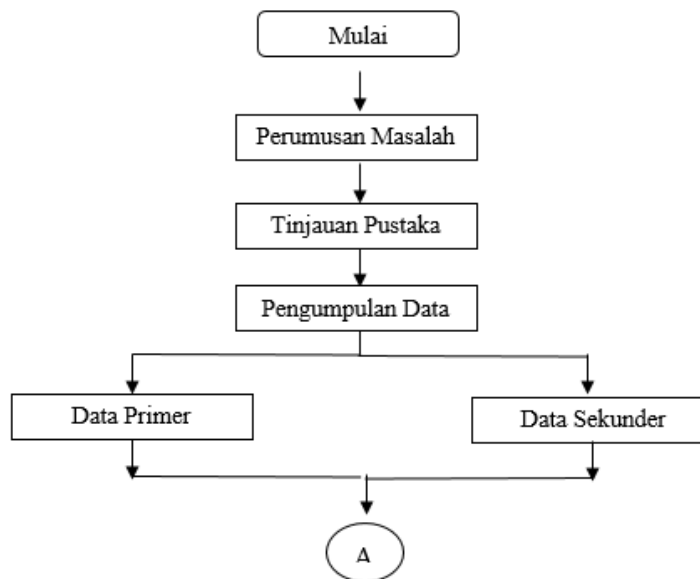 Mulai
Perumusan Masalah
Tinjauan Pustaka
Pengumpulan Data
Data Primer
Data Sekunder
A